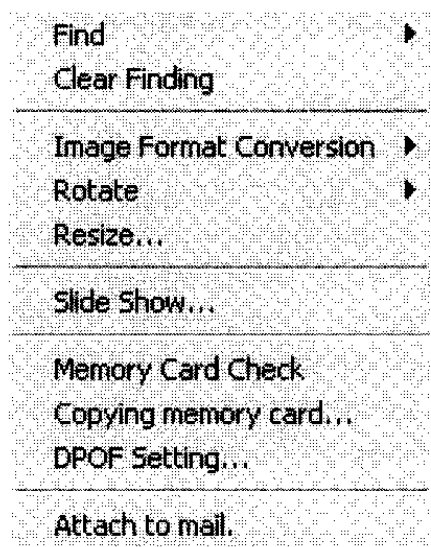 Find
Clear Finding
Image Format Conversion
Rotate
Resize...
Slide Show...
Memory Card Check
Copying memory card...
DPOF Setting...
Attach to mail.